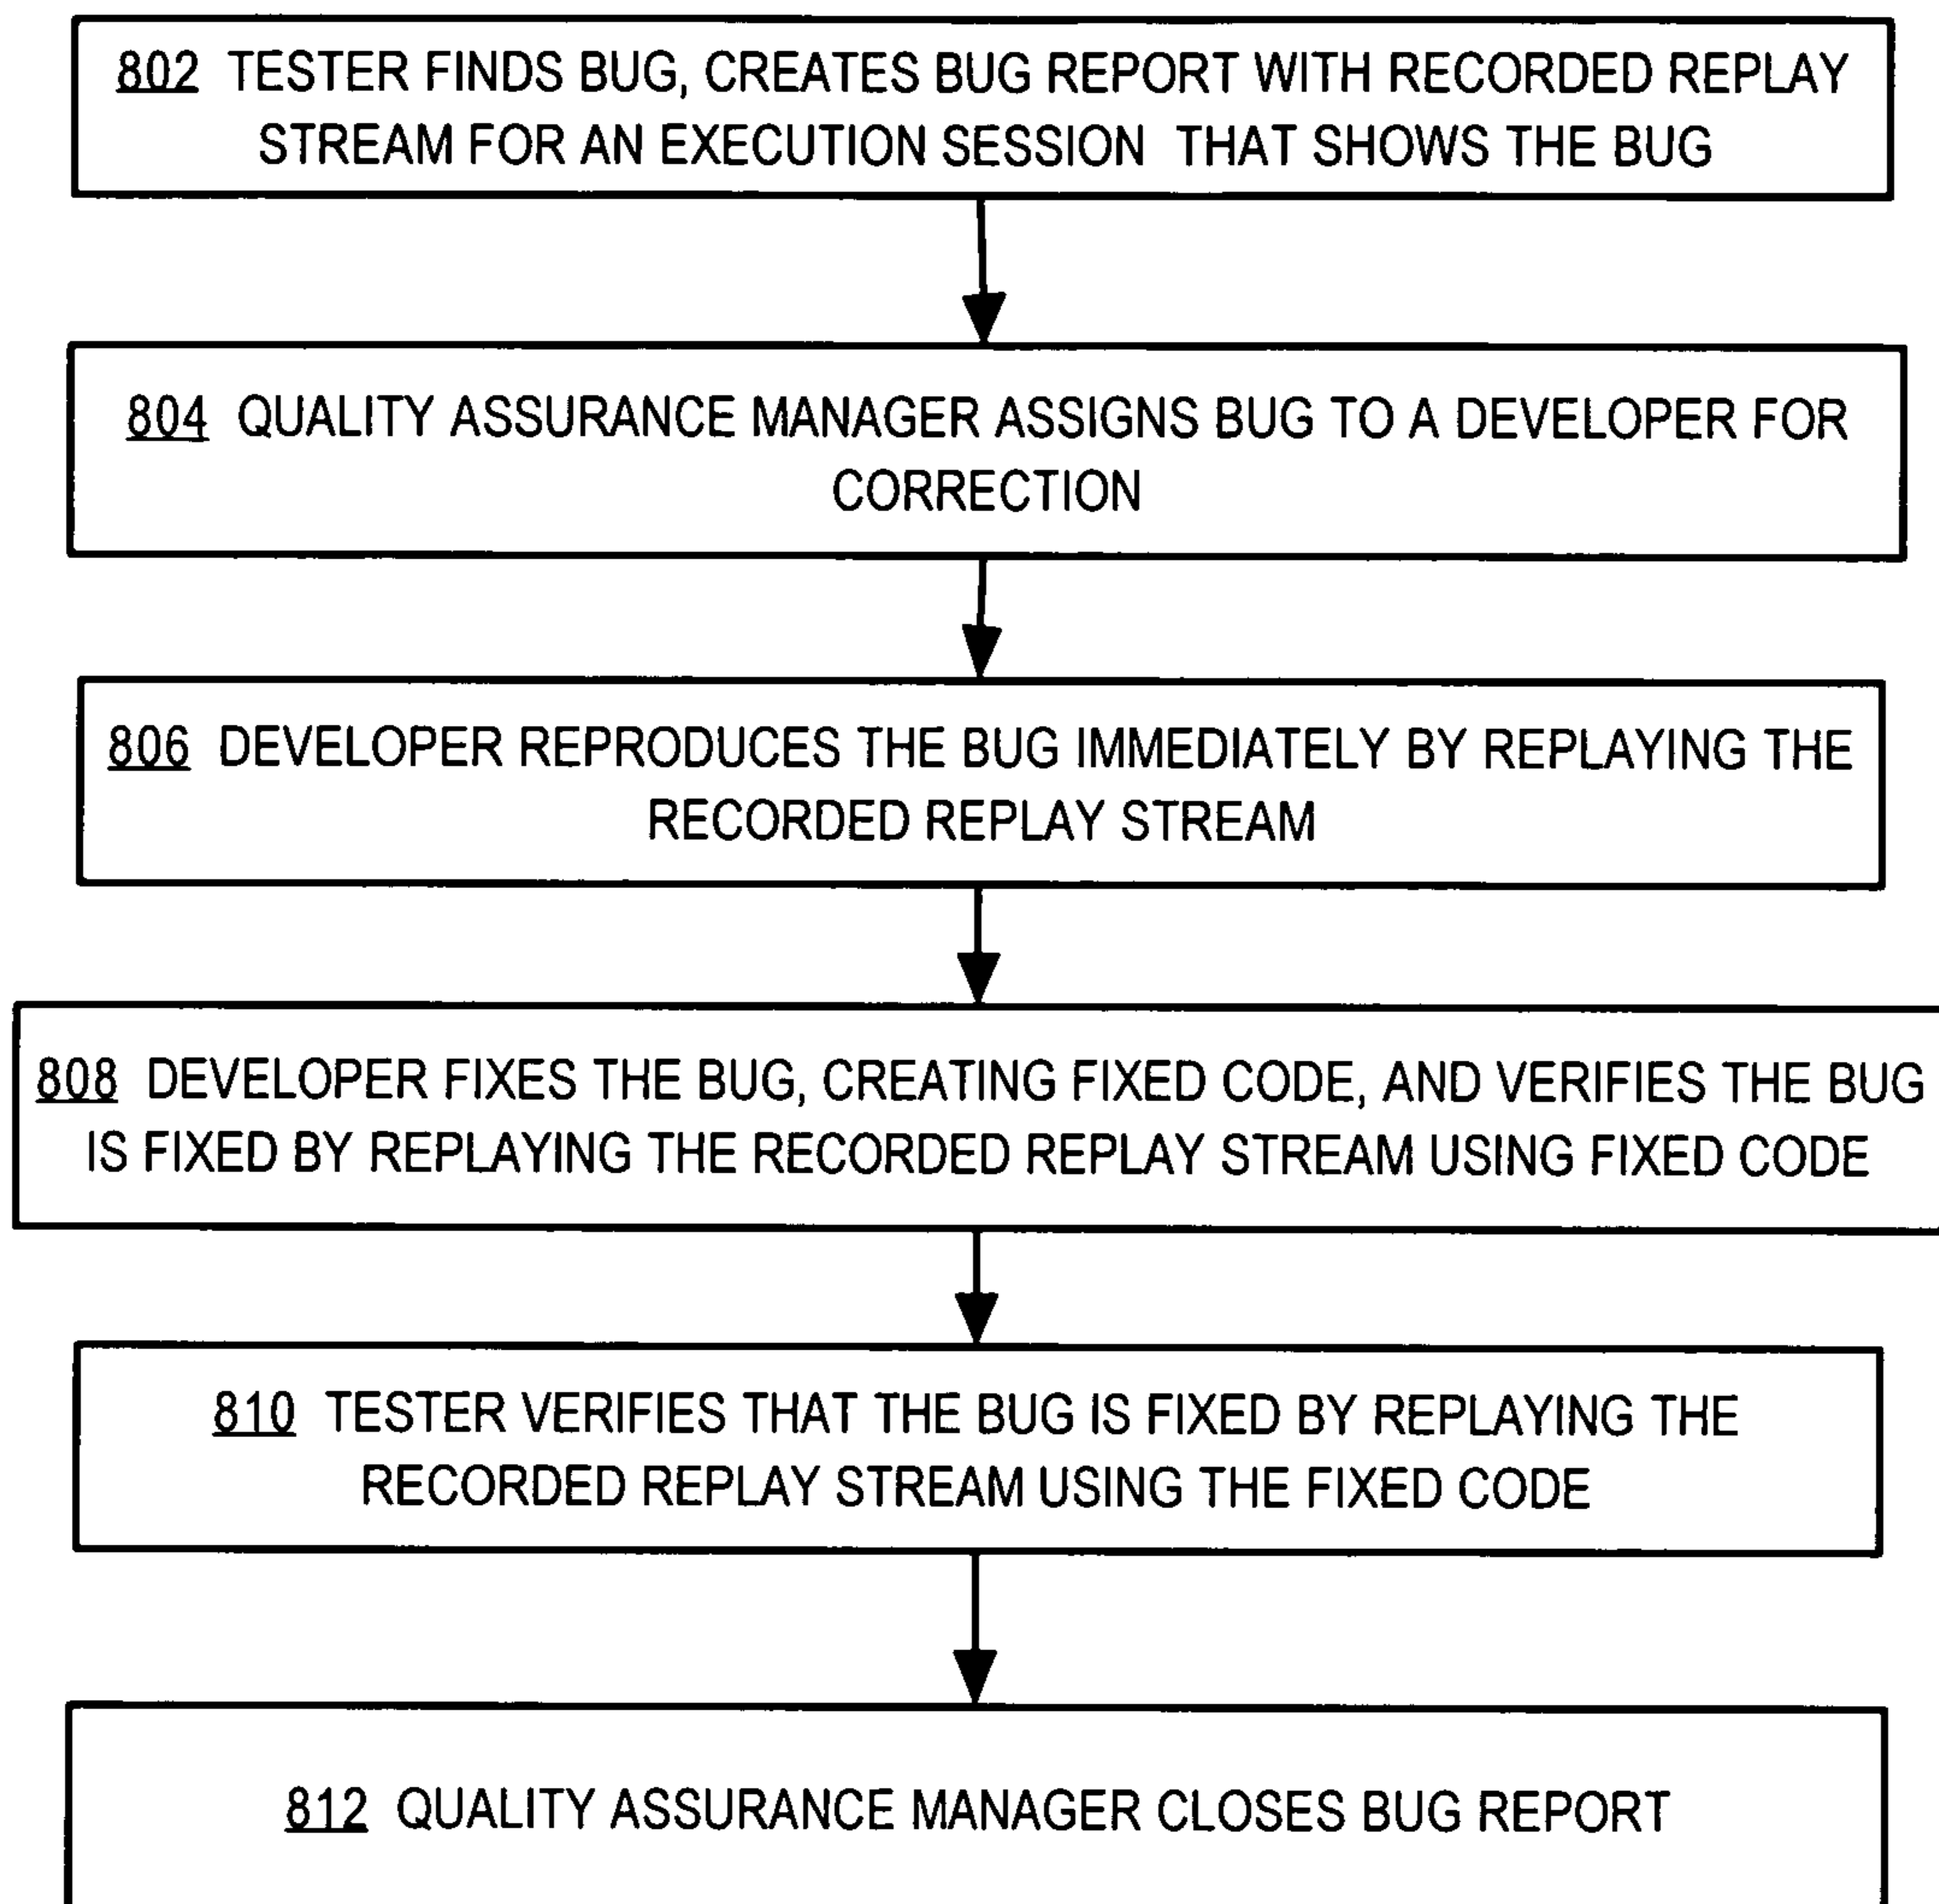 802 TESTER FINDS BUG, CREATES BUG REPORT WITH RECORDED REPLAY
STREAM FOR AN EXECUTION SESSION THAT SHOWS THE BUG
804 QUALITY ASSURANCE MANAGER ASSIGNS BUG TO A DEVELOPER FOR
CORRECTION
806 DEVELOPER REPRODUCES THE BUG IMMEDIATELY BY REPLAYING THE
RECORDED REPLAY STREAM
808 DEVELOPER FIXES THE BUG, CREATING FIXED CODE, AND VERIFIES THE BUG
IS FIXED BY REPLAYING THE RECORDED REPLAY STREAM USING FIXED CODE
810 TESTER VERIFIES THAT THE BUG IS FIXED BY REPLAYING THE
RECORDED REPLAY STREAM USING THE FIXED CODE
812 QUALITY ASSURANCE MANAGER CLOSES BUG REPORT